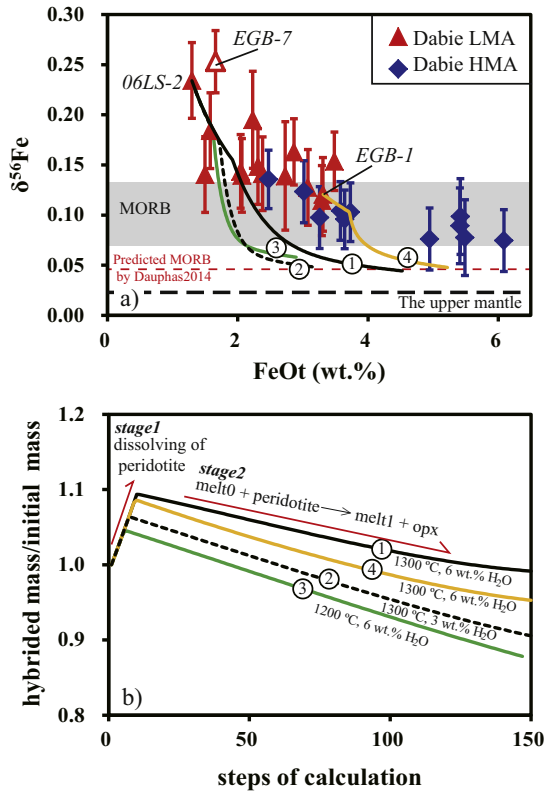 0.30
0.25
0.20
0.15
0.10
0.05
0.00
δ⁵⁶Fe
EGB-7
06LS-2
Dabie LMA
Dabie HMA
EGB-1
MORB
3
2
1
4
Predicted MORB
by Dauphas2014
The upper mantle
a)
0
2
4
6
FeOt (wt.%)
1.2
1.1
1.0
0.9
0.8
hybrided mass/initial mass
stage1
dissolving of
peridotite
stage2
melt0 + peridotite → melt1 + opx
1
1300 ºC, 6 wt.% H₂O
4
1300 ºC, 6 wt.% H₂O
2
1300 ºC, 3 wt.% H₂O
3
1200 ºC, 6 wt.% H₂O
b)
0
50
100
150
steps of calculation